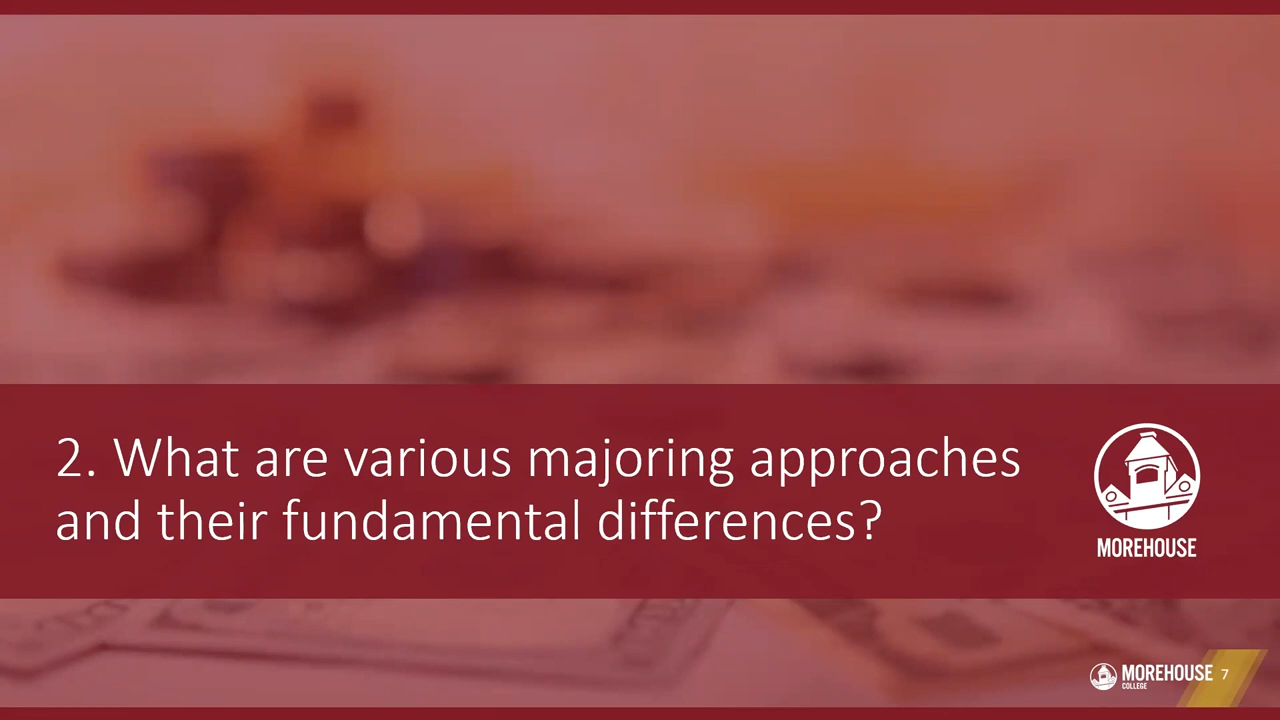 2. What are various majoring approaches
and their fundamental differences?
MOREHOUSE
MOREHOUSE
COLLEGE
7